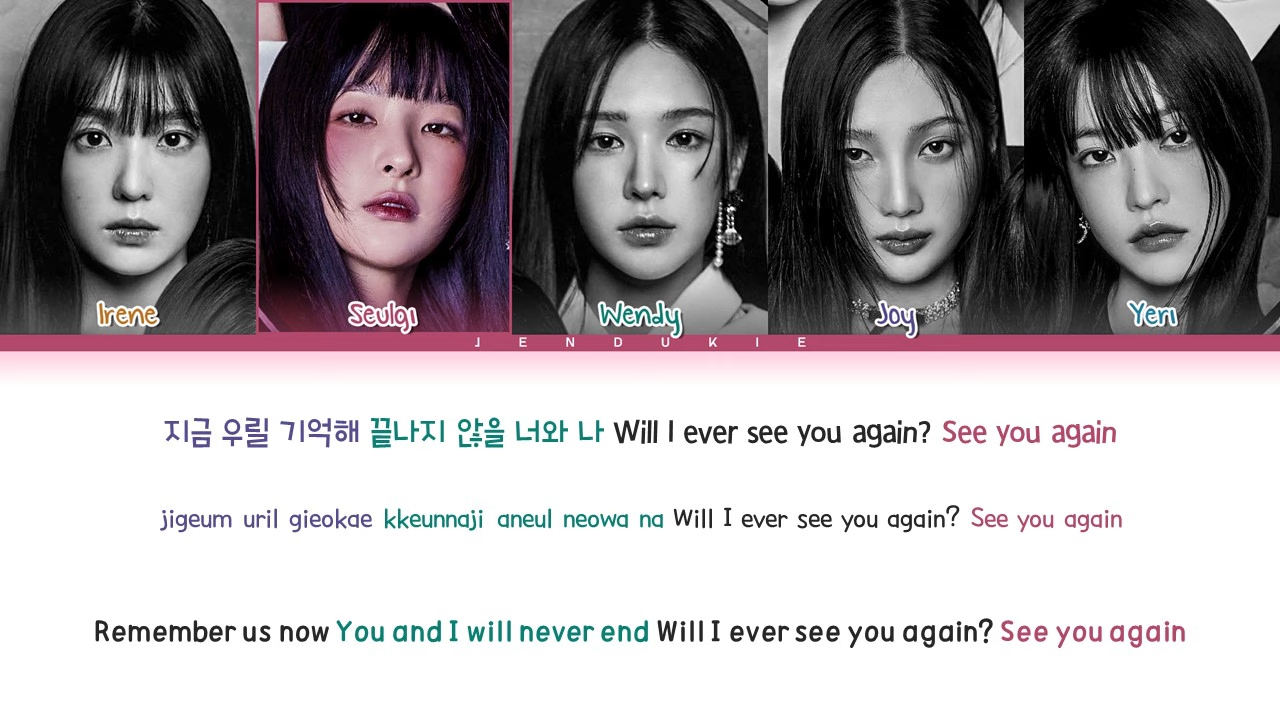 Irene Seulgi Wendy Joy Yeri
JENDUKIE
지금 우릴 기억해 끝나지 않을 너와 나 Will I ever see you again? See you again
jigeum uril gieokae kkeunnaji aneul neowa na Will I ever see you again? See you again
Remember us now You and I will never end Will I ever see you again? See you again